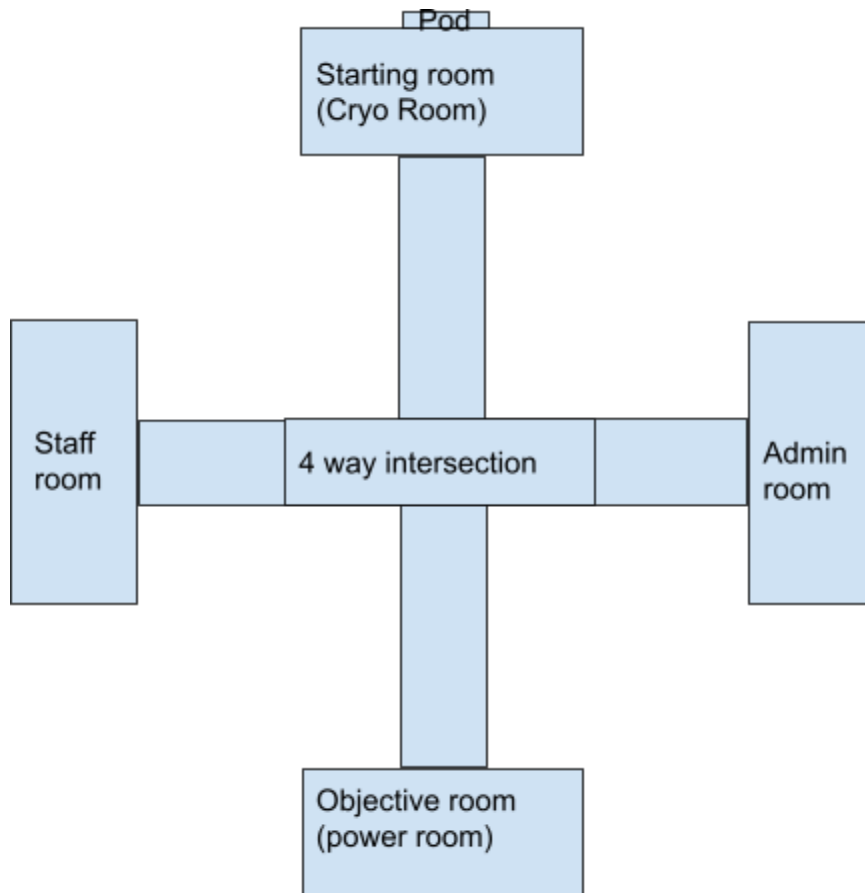 Pod
Starting room
(Cryo Room)
Staff
room
4 way intersection
Admin
room
Objective room
(power room)